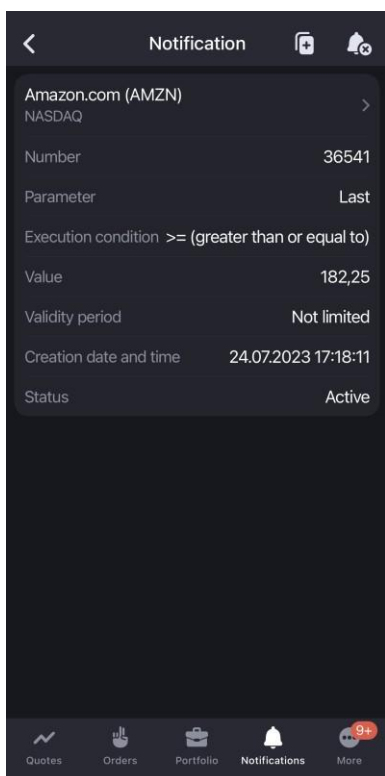 Notification
Amazon.com (AMZN)
NASDAQ
Number 36541
Parameter Last
Execution condition >= (greater than or equal to)
Value 182,25
Validity period Not limited
Creation date and time 24.07.2023 17:18:11
Status Active
9+
Quotes Orders Portfolio Notifications More